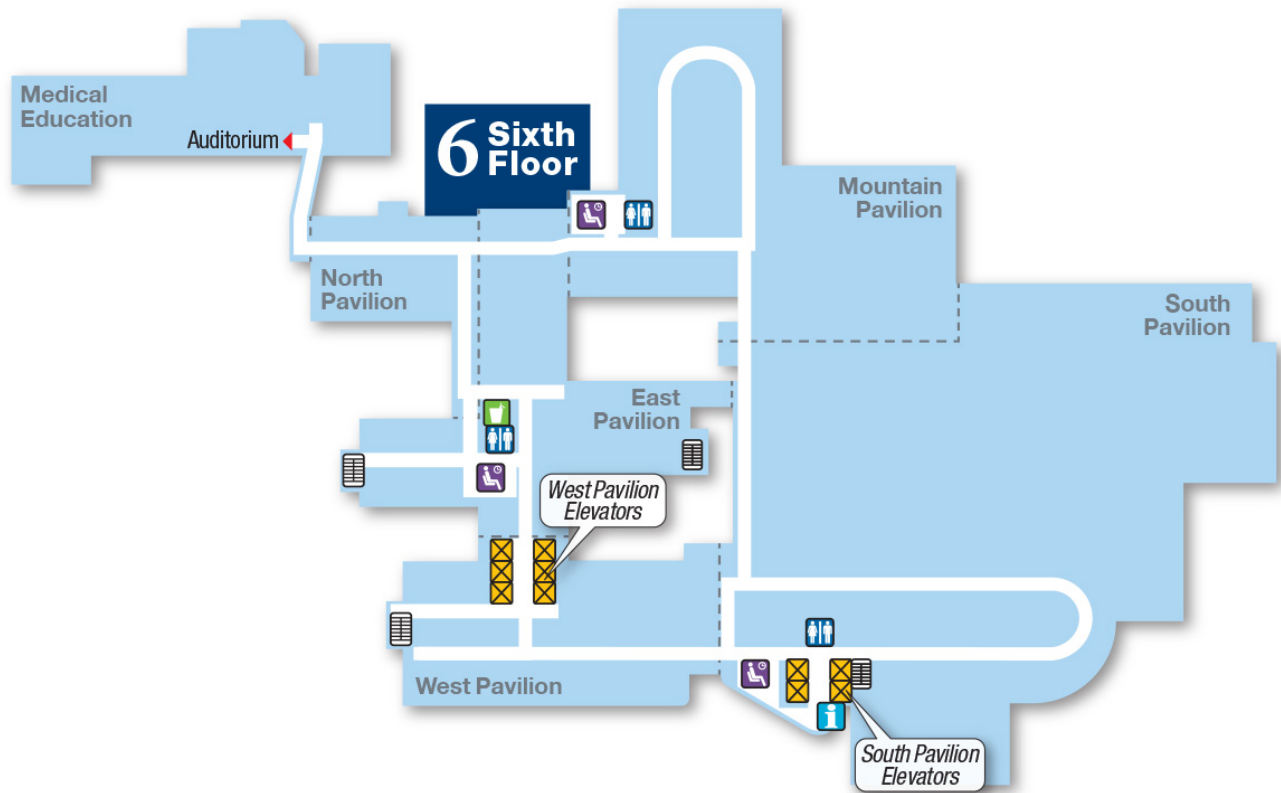 Medical
Education
Auditorium
6 Sixth
Floor
Mountain
Pavilion
North
Pavilion
South
Pavilion
East
Pavilion
West Pavilion
Elevators
West Pavilion
i
South Pavilion
Elevators